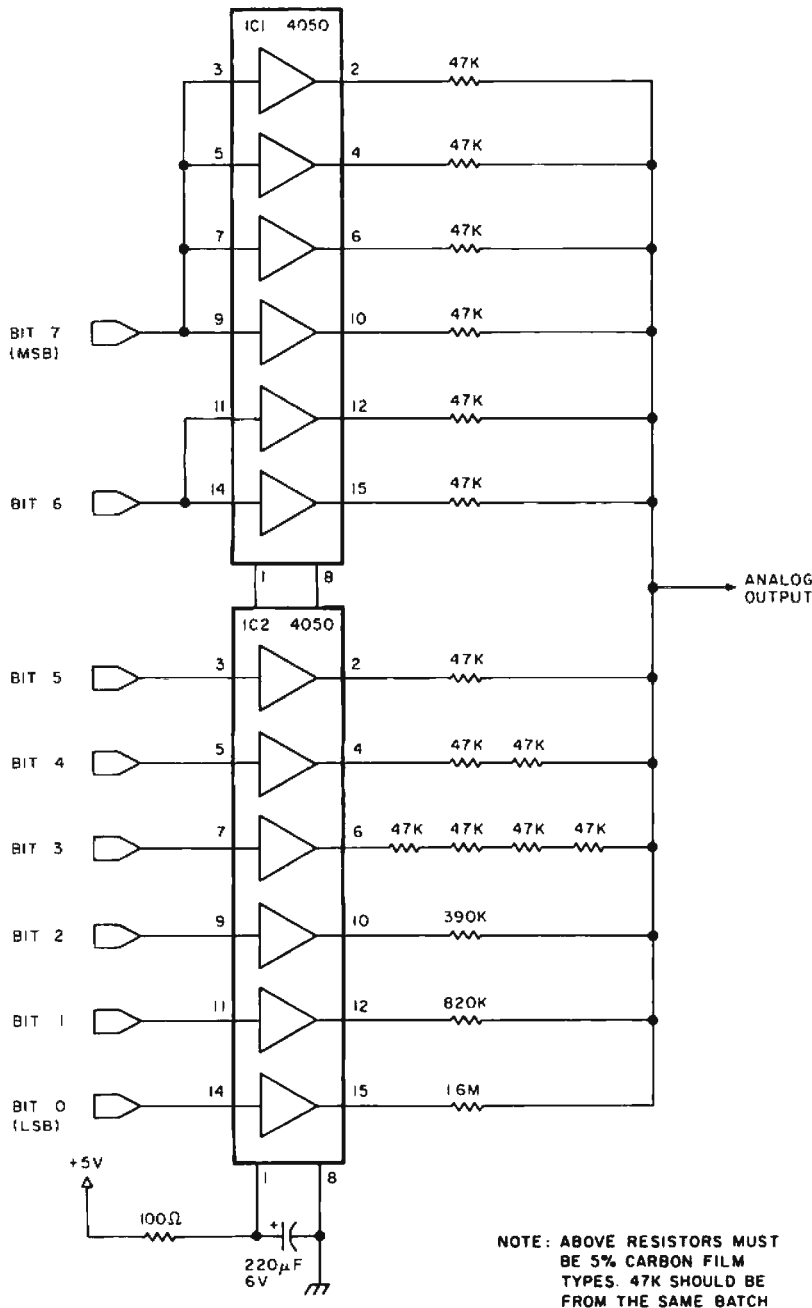 IC1 4050
3 2 47K
5 4 47K
7 6 47K
BIT 7
(MSB)
9 10 47K
11 12 47K
BIT 6 14 15 47K
1 8
ANALOG
OUTPUT
IC2 4050
BIT 5 3 2 47K
BIT 4 5 4 47K 47K
BIT 3 7 6 47K 47K 47K 47K
BIT 2 9 10 390K
BIT 1 11 12 820K
BIT 0
(LSB)
14 15 1.6M
+5V
1 8
100Ω
+
220µF
6V
NOTE: ABOVE RESISTORS MUST
BE 5% CARBON FILM
TYPES. 47K SHOULD BE
FROM THE SAME BATCH